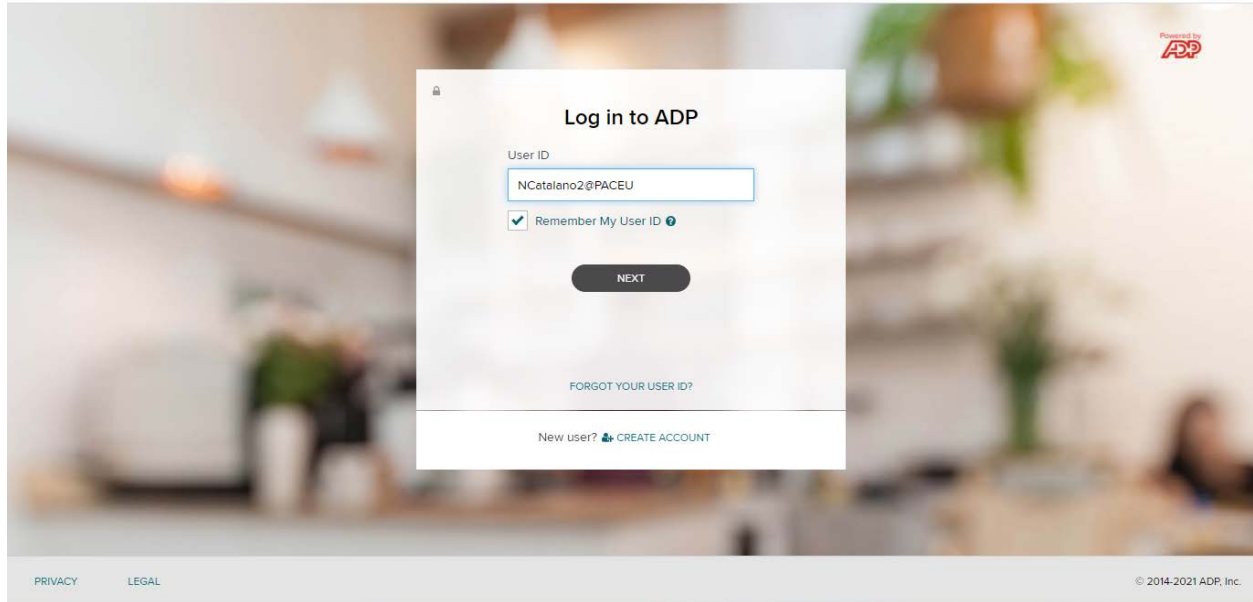 Powered by
ADP
Log in to ADP
User ID
NCatalano2@PACEU
Remember My User ID ?
NEXT
FORGOT YOUR USER ID?
New user? CREATE ACCOUNT
PRIVACY LEGAL © 2014-2021 ADP, Inc.